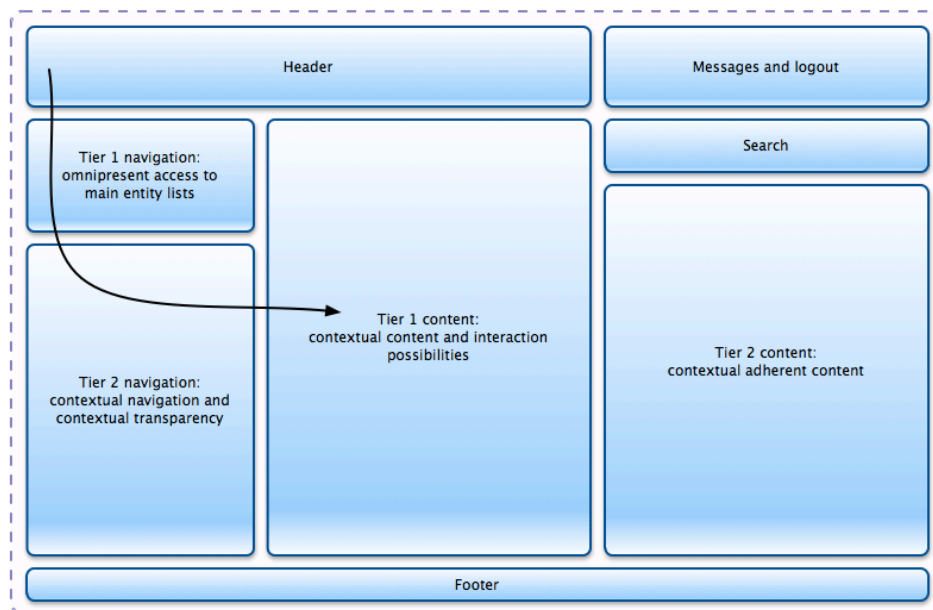 Header
Messages and logout
Tier 1 navigation:
omnipresent access to
main entity lists
Search
Tier 2 navigation:
contextual navigation and
contextual transparency
Tier 1 content:
contextual content and interaction
possibilities
Tier 2 content:
contextual adherent content
Footer